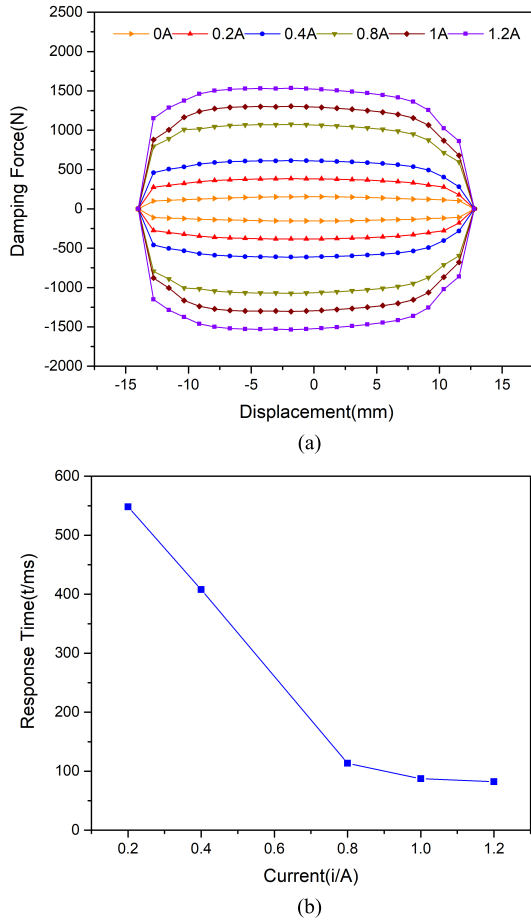 2500
0A 0.2A 0.4A 0.8A 1A 1.2A
2000
1500
1000
500
0
-500
-1000
-1500
-2000
Damping Force(N)
-15 -10 -5 0 5 10 15
Displacement(mm)
(a)
600
500
400
300
200
100
0
Response Time(t/ms)
0.2 0.4 0.6 0.8 1.0 1.2
Current(i/A)
(b)